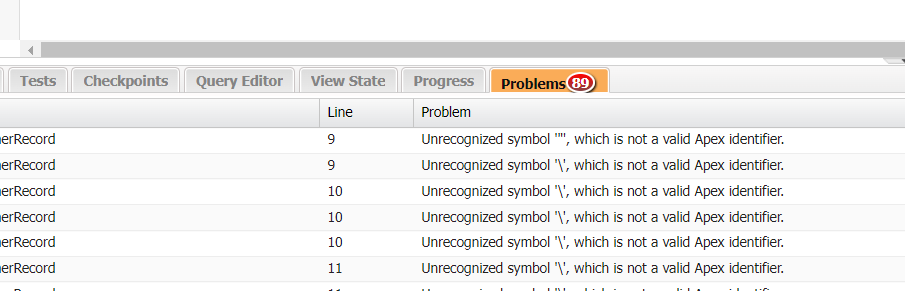 Tests Checkpoints Query Editor View State Progress Problems 89
Line Problem
nerRecord 9 Unrecognized symbol '"', which is not a valid Apex identifier.
nerRecord 9 Unrecognized symbol '\', which is not a valid Apex identifier.
nerRecord 10 Unrecognized symbol '\', which is not a valid Apex identifier.
nerRecord 10 Unrecognized symbol '\', which is not a valid Apex identifier.
nerRecord 10 Unrecognized symbol '\', which is not a valid Apex identifier.
nerRecord 11 Unrecognized symbol '\', which is not a valid Apex identifier.